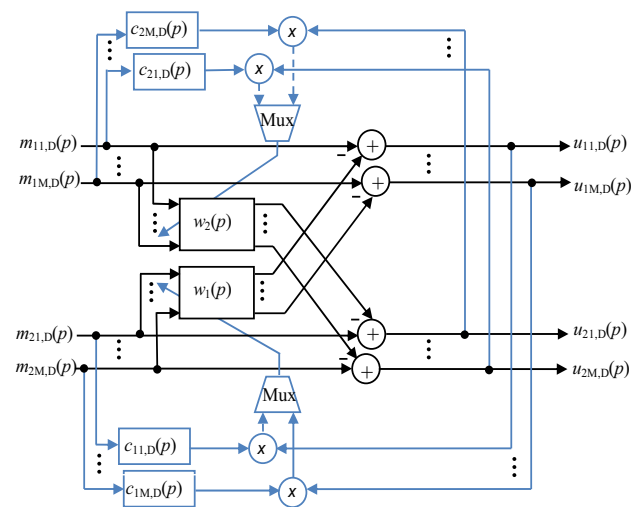 c2M,D(p)
x
c21,D(p)
x
Mux
m11,D(p)
+
u11,D(p)
m1M,D(p)
+
u1M,D(p)
w2(p)
w1(p)
m21,D(p)
+
u21,D(p)
m2M,D(p)
+
u2M,D(p)
Mux
c11,D(p)
x
c1M,D(p)
x